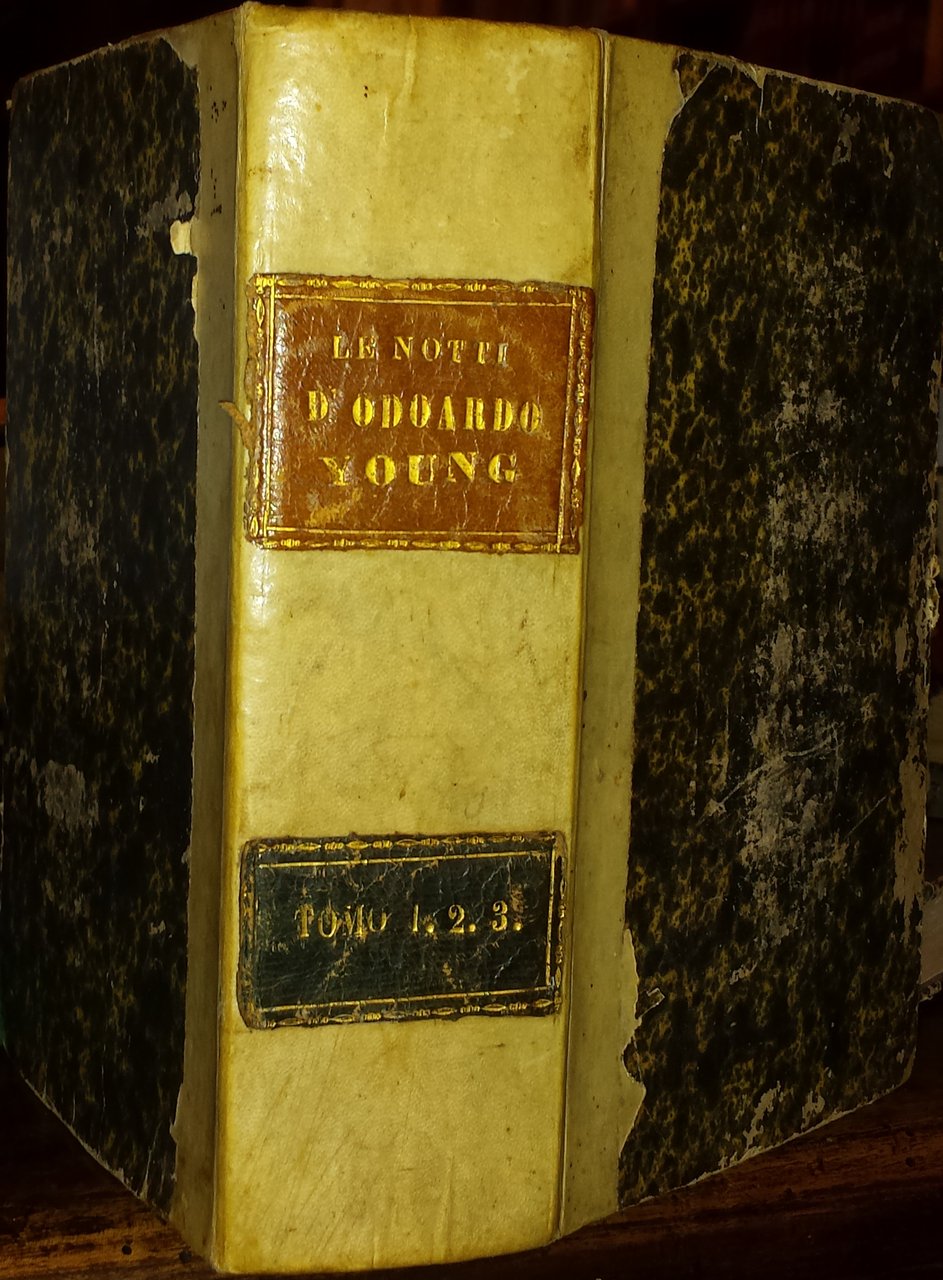 LE NOTTI
D'ODOARDO
YOUNG
TOMO 1. 2. 3.